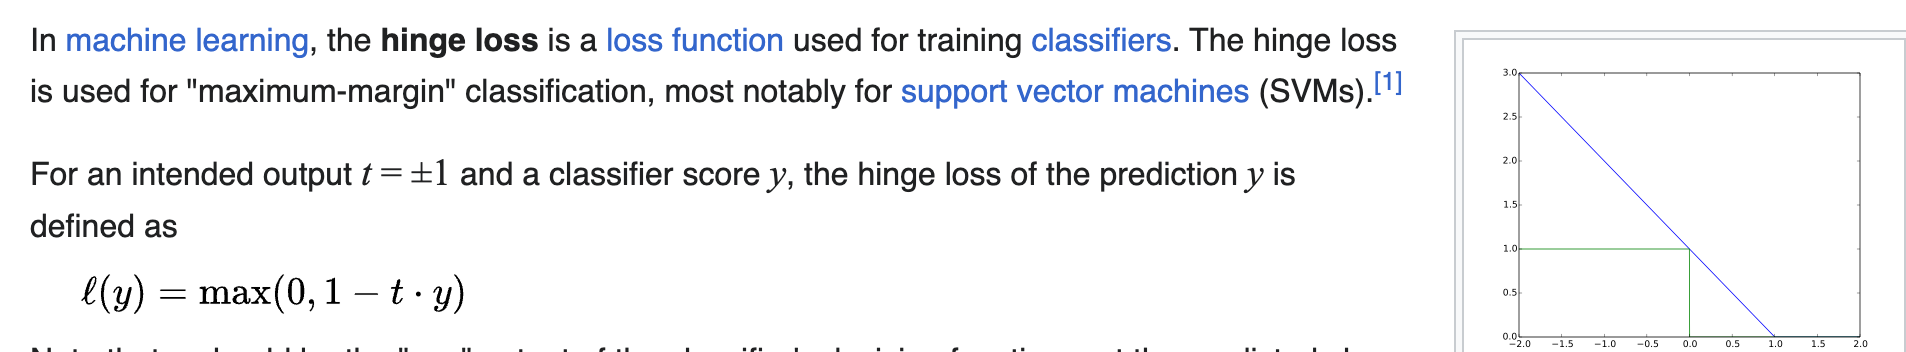 In machine learning, the hinge loss is a loss function used for training classifiers. The hinge loss
is used for "maximum-margin" classification, most notably for support vector machines (SVMs).[1]
For an intended output t = ±1 and a classifier score y, the hinge loss of the prediction y is
defined as
ℓ(y) = max(0, 1 − t · y)
3.0
2.5
2.0
1.5
1.0
0.5
0.0
−2.0 −1.5 −1.0 −0.5 0.0 0.5 1.0 1.5 2.0